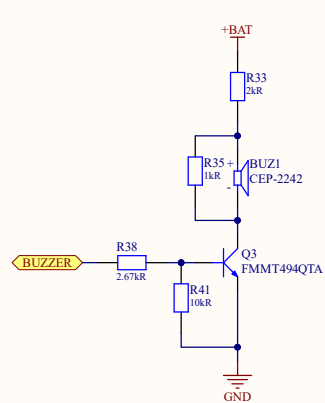 +BAT
R33
2kR
R35
1kR
+
-
BUZ1
CEP-2242
BUZZER
R38
2.67kR
R41
10kR
Q3
FMMT494QTA
GND